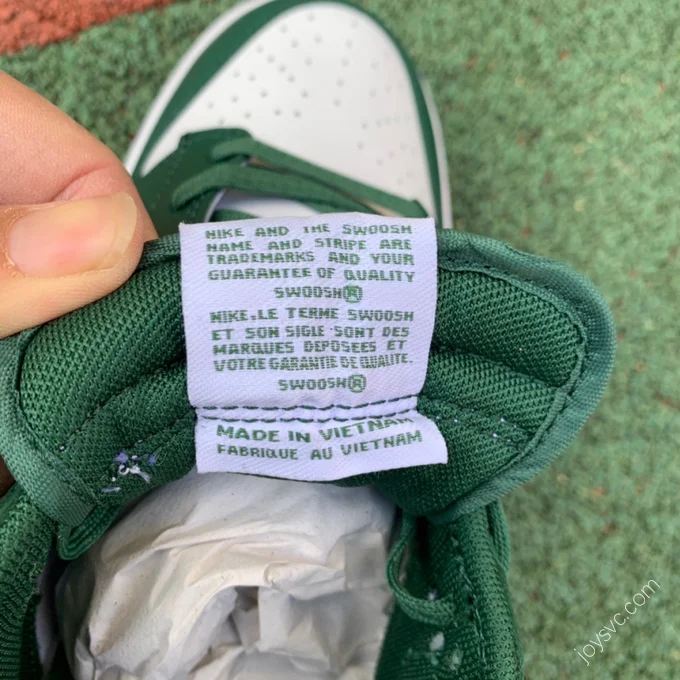 NIKE AND THE SWOOSH
NAME AND STRIPE ARE
TRADEMARKS AND YOUR
GUARANTEE OF QUALITY
SWOOSH®
NIKE.LE TERME SWOOSH
ET SON SIGLE SONT DES
MARQUES DEPOSEES ET
VOTRE GARANTIE DE QUALITE.
SWOOSH®
MADE IN VIETNAM
FABRIQUE AU VIETNAM
joysvc.com